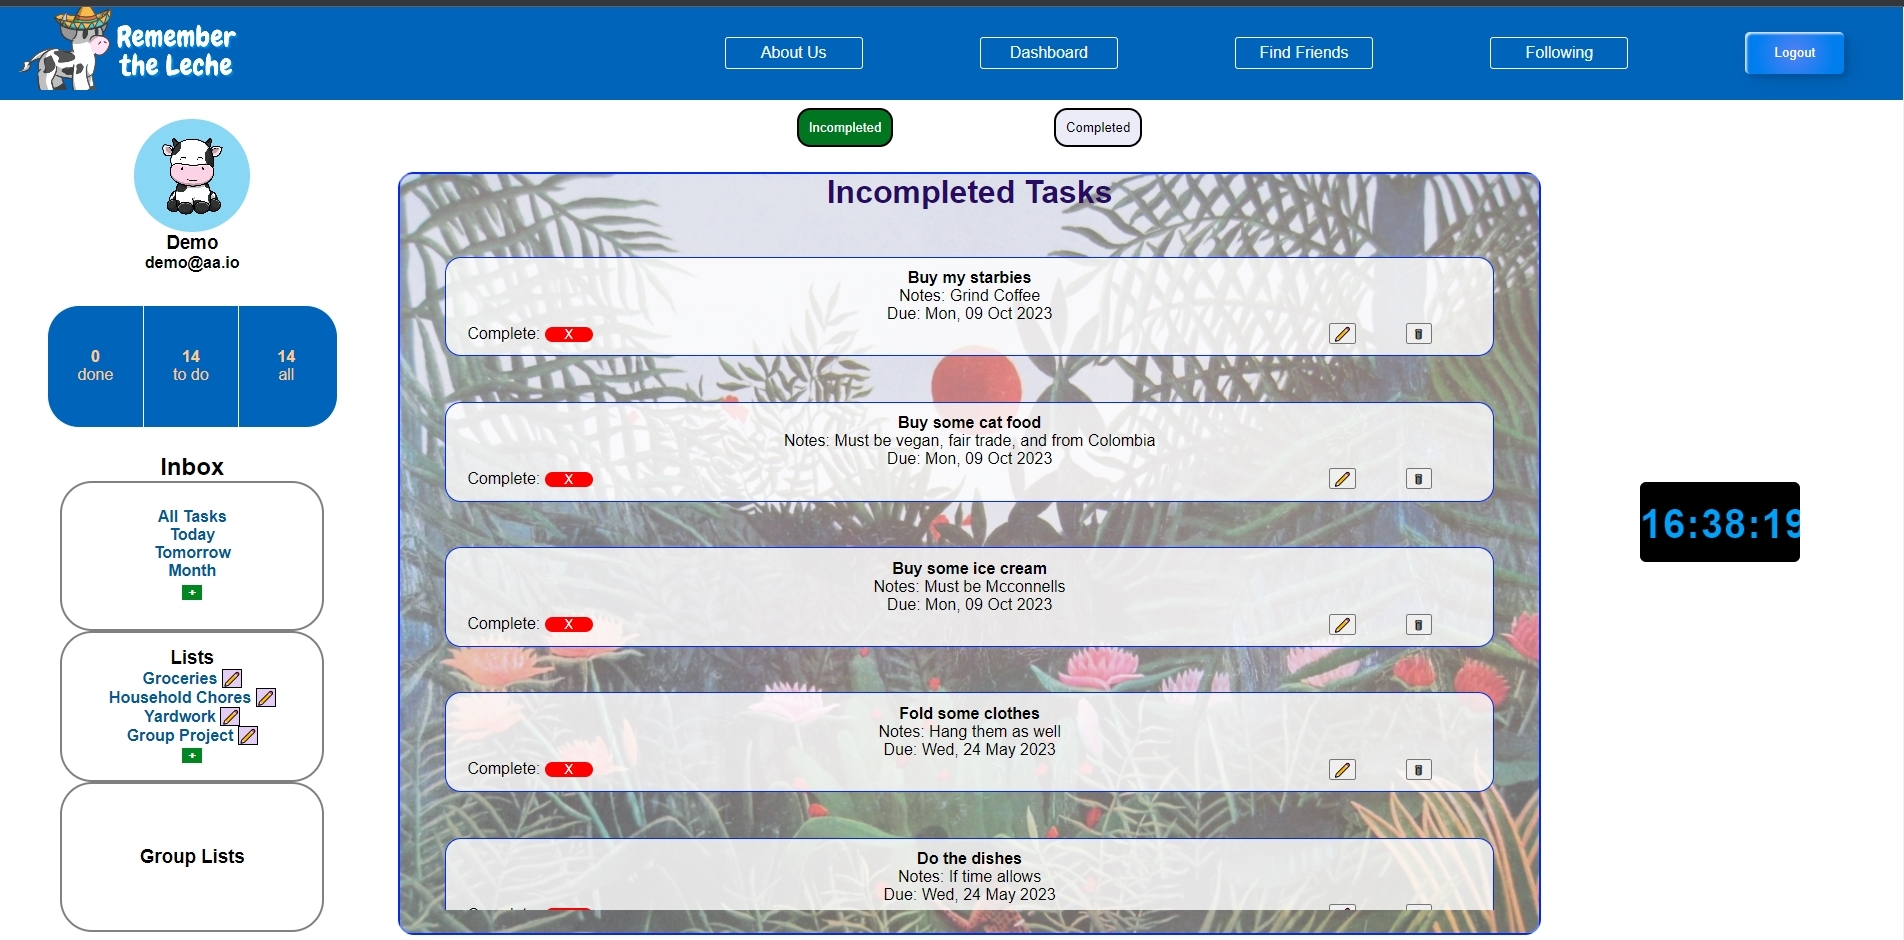 Remember
the Leche
About Us
Dashboard
Find Friends
Following
Logout
Incompleted
Completed
Demo
demo@aa.io
0
done
14
to do
14
all
Inbox
All Tasks
Today
Tomorrow
Month
+
Lists
Groceries
Household Chores
Yardwork
Group Project
+
Group Lists
Incompleted Tasks
Buy my starbies
Notes: Grind Coffee
Due: Mon, 09 Oct 2023
Complete: X
Buy some cat food
Notes: Must be vegan, fair trade, and from Colombia
Due: Mon, 09 Oct 2023
Complete: X
Buy some ice cream
Notes: Must be Mcconnells
Due: Mon, 09 Oct 2023
Complete: X
Fold some clothes
Notes: Hang them as well
Due: Wed, 24 May 2023
Complete: X
Do the dishes
Notes: If time allows
Due: Wed, 24 May 2023
16:38:19